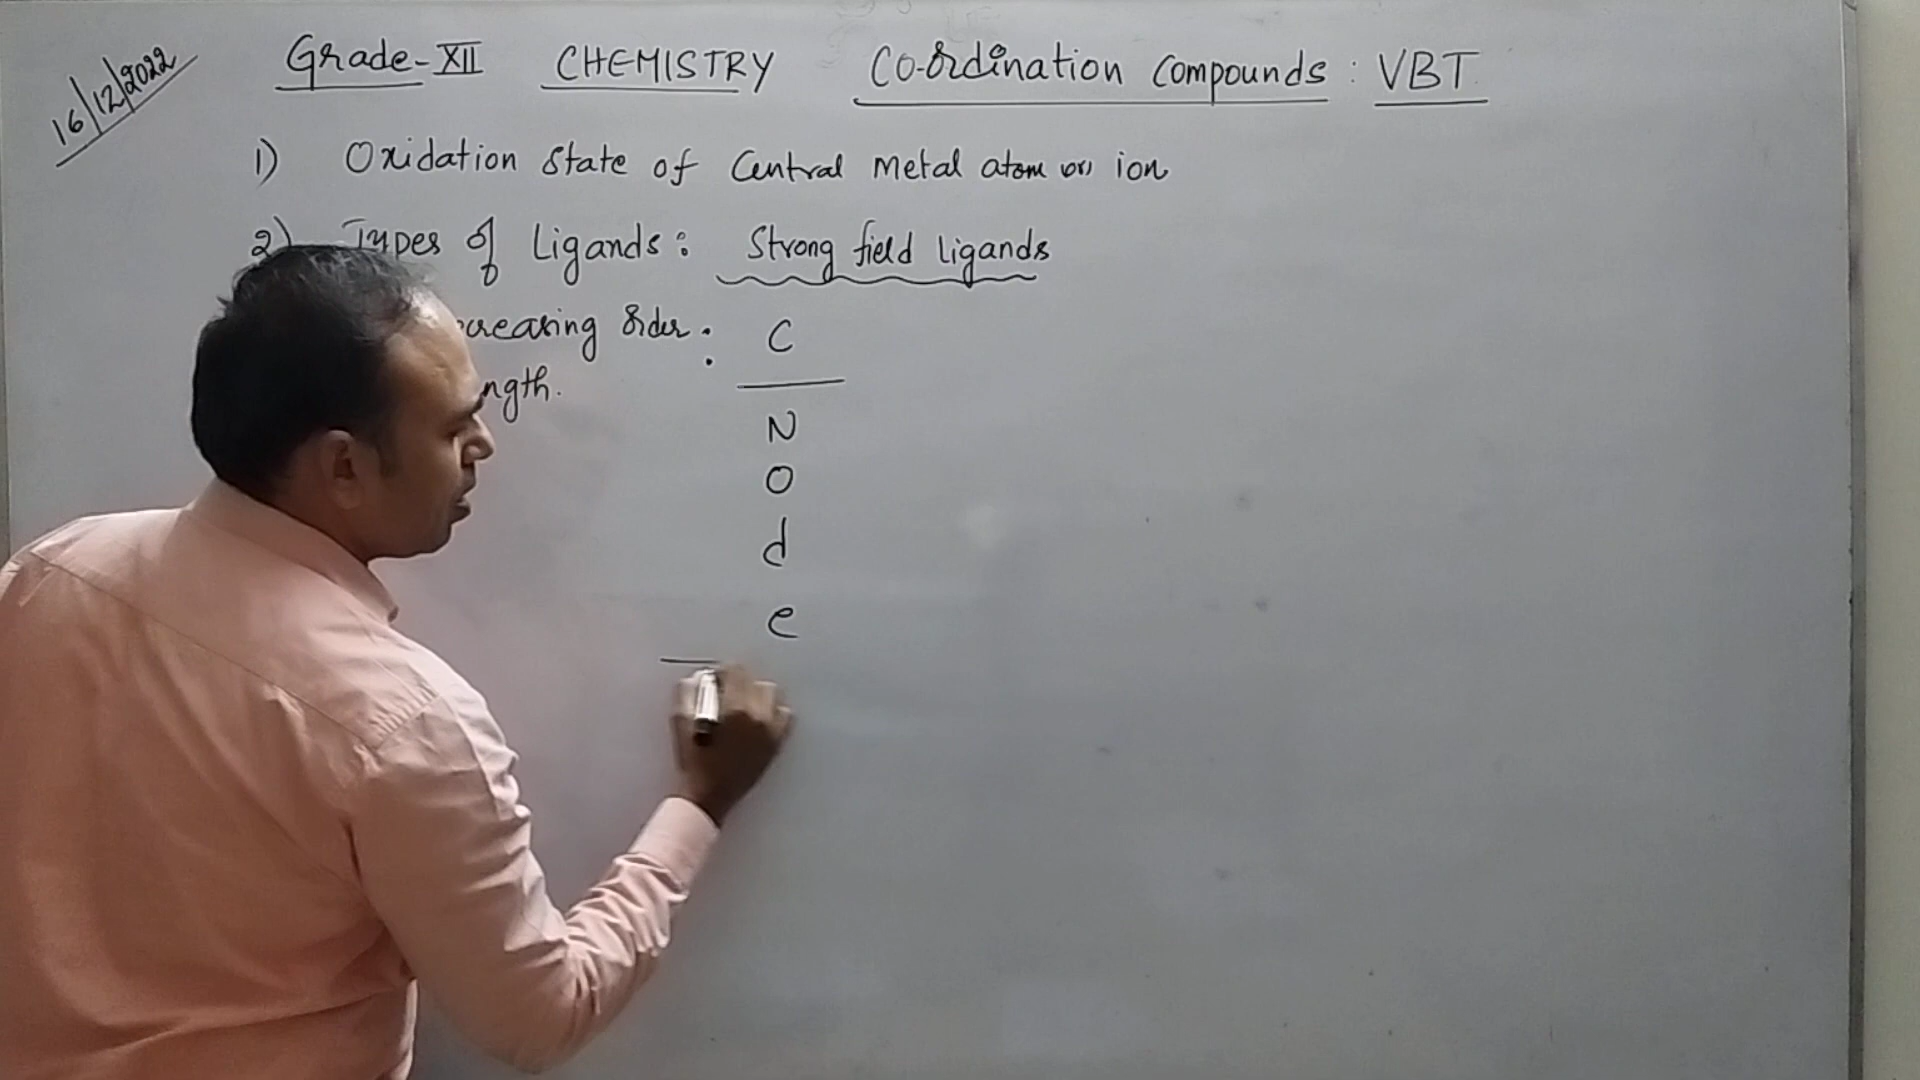 16/12/2022
Grade-XII CHEMISTRY Co-ordination Compounds : VBT
1) Oxidation state of Central Metal atom (or) ion
2) Types of Ligands: Strong field ligands
order : C
N
O
d
e